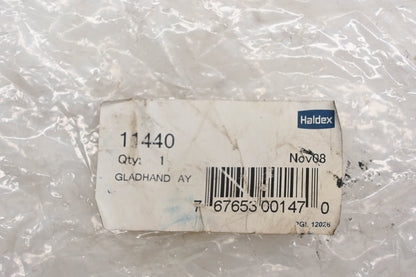 Haldex
11440
Qty: 1
Nov08
GLADHAND AY
7 67653 00147 0